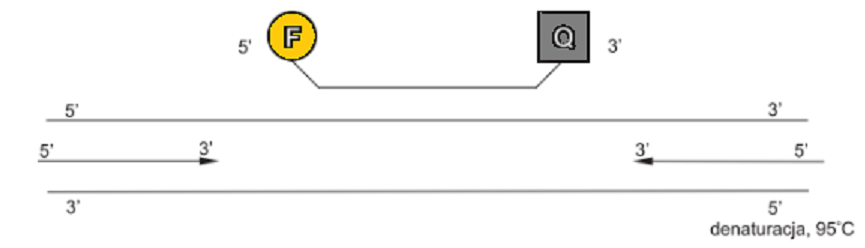 5' F Q 3'
5' 3'
5' 3' 3' 5'
3' 5'
denaturacja, 95°C